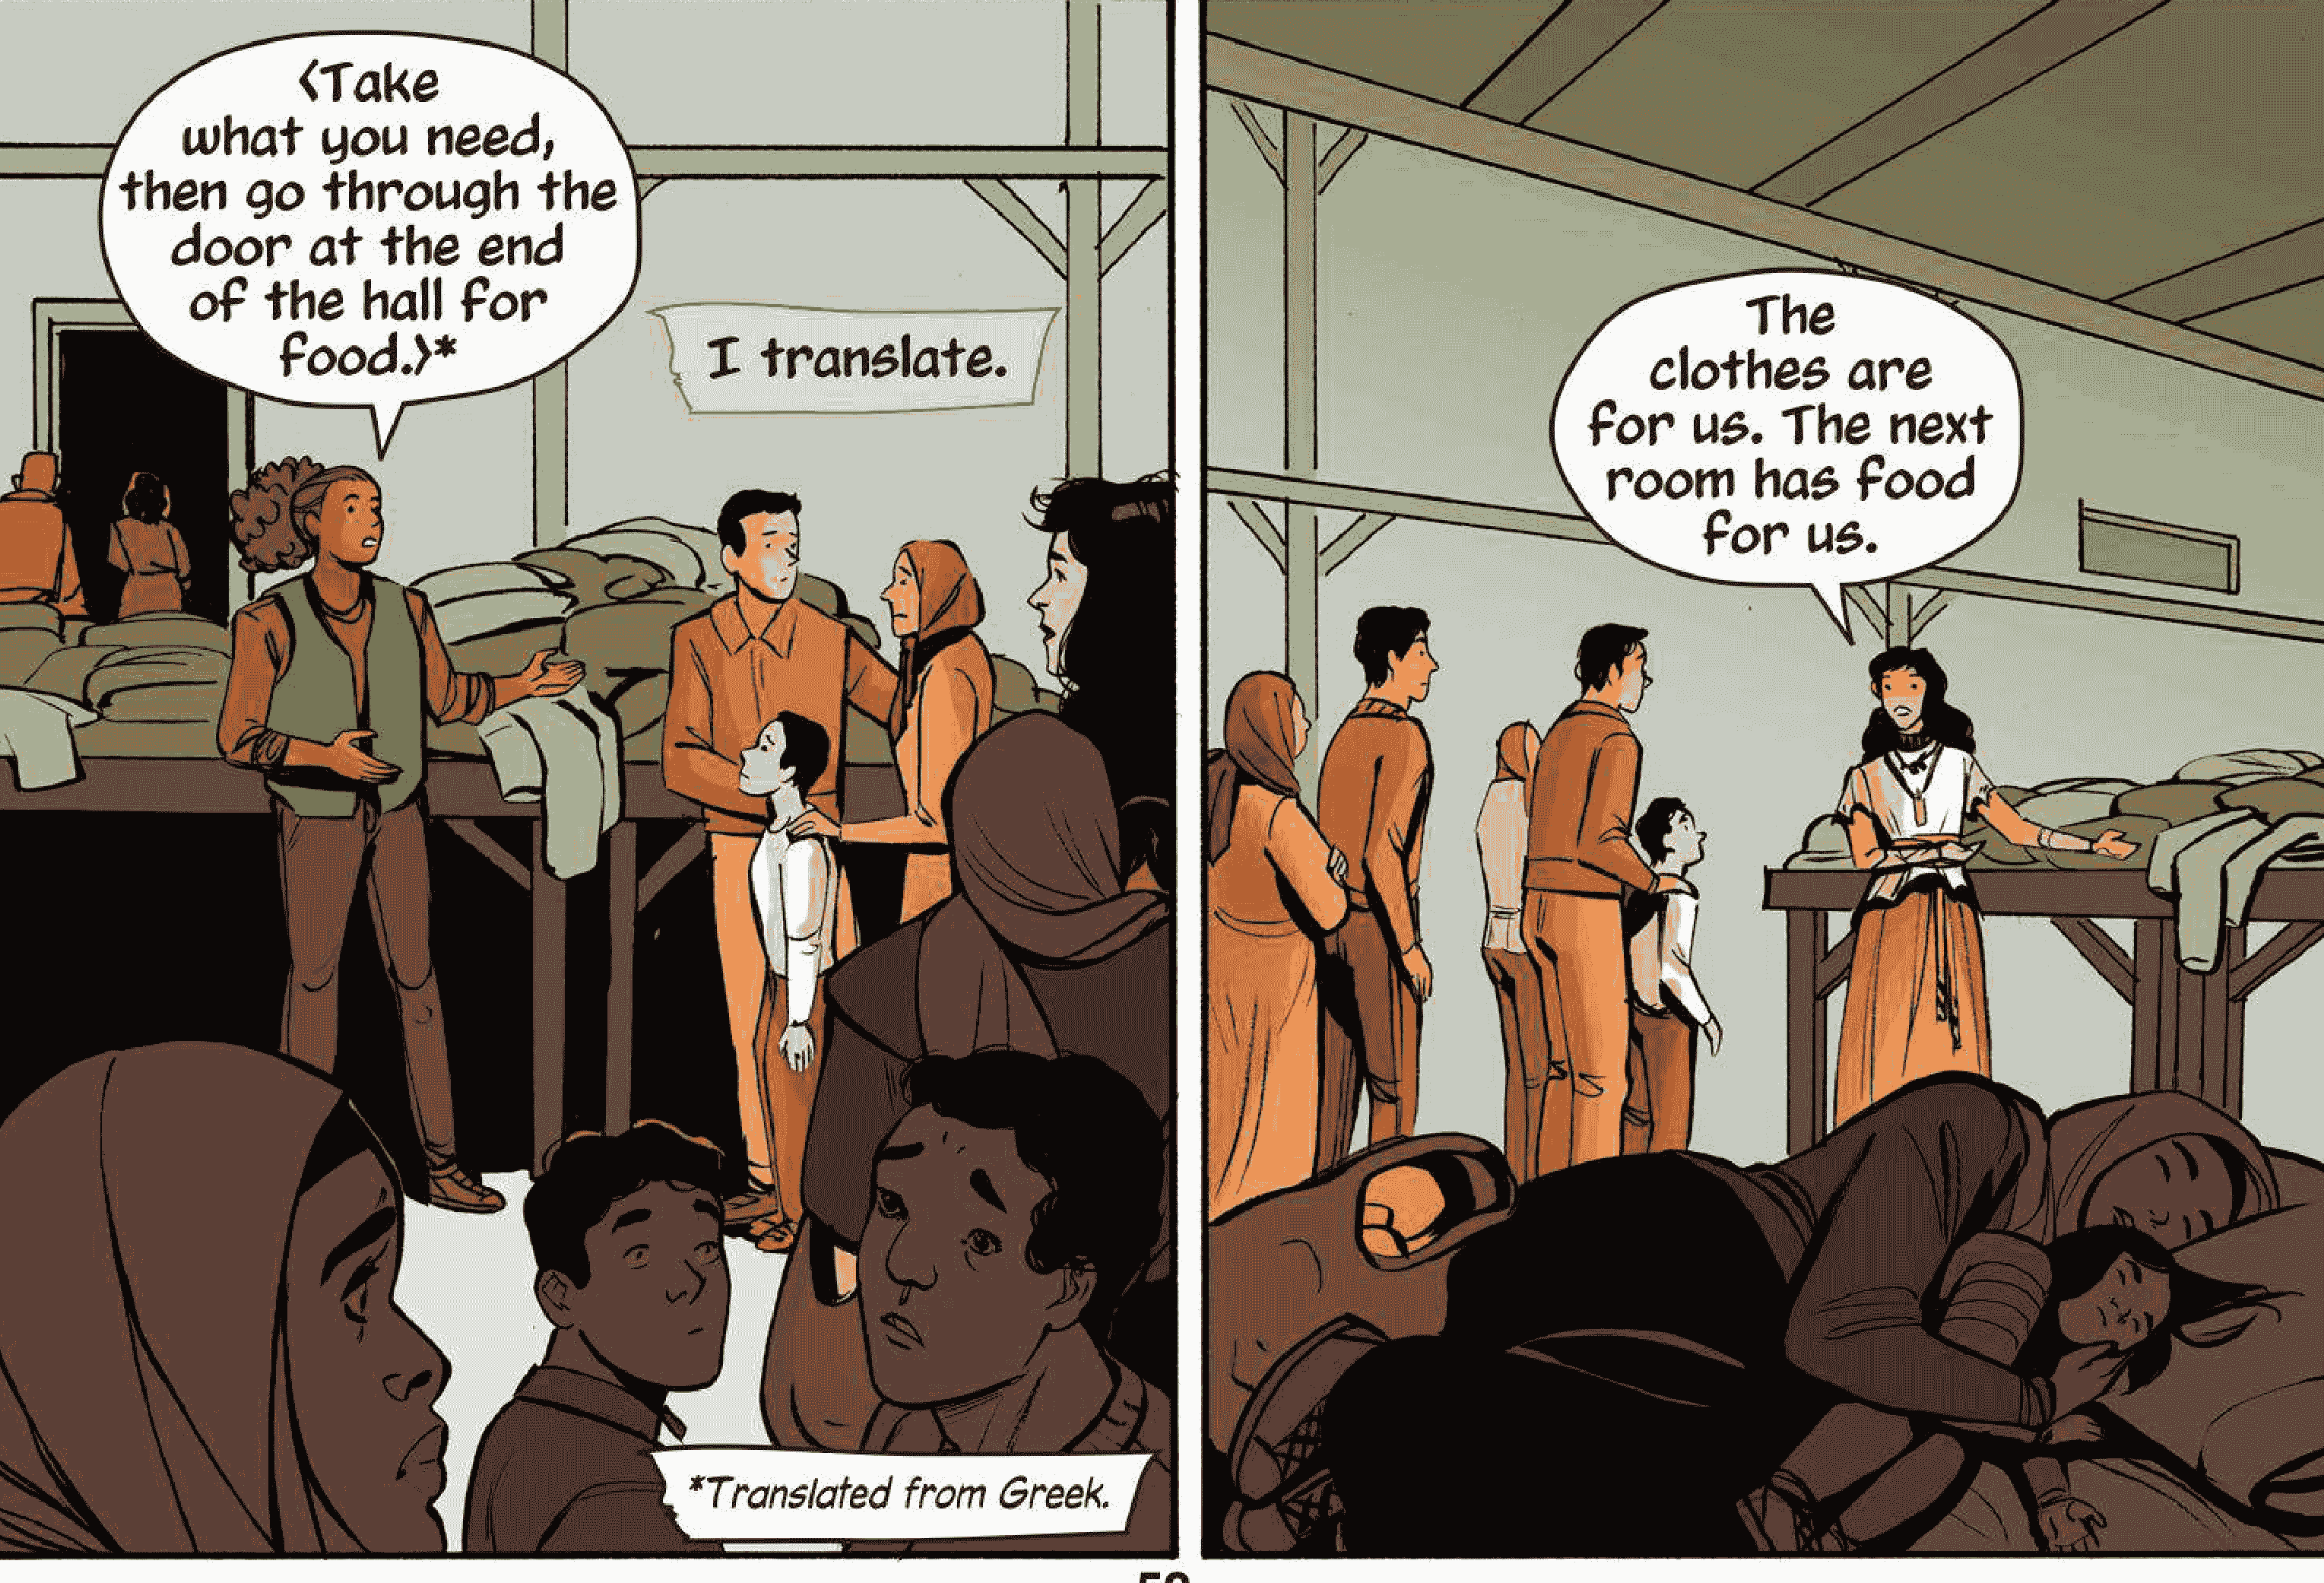 <Take
what you need,
then go through the
door at the end
of the hall for
food.>*
I translate.
*Translated from Greek.
The
clothes are
for us. The next
room has food
for us.